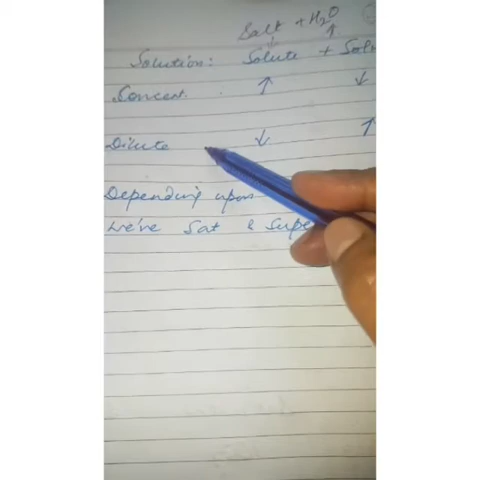 Salt + H₂O
↓ ↑
Solution: Solute + Solv
Concent. ↑ ↓
Dilute ↓ ↑
Depending upon
We've Sat & Supe